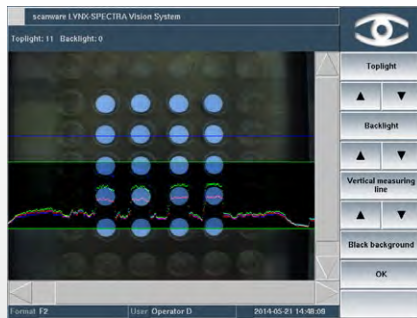 scanware LYNX-SPECTRA Vision System
Toplight: 11 Backlight: 0
Toplight
Backlight
Vertical measuring
line
Black background
OK
Format F2 User Operator D 2014-05-21 14:48:08